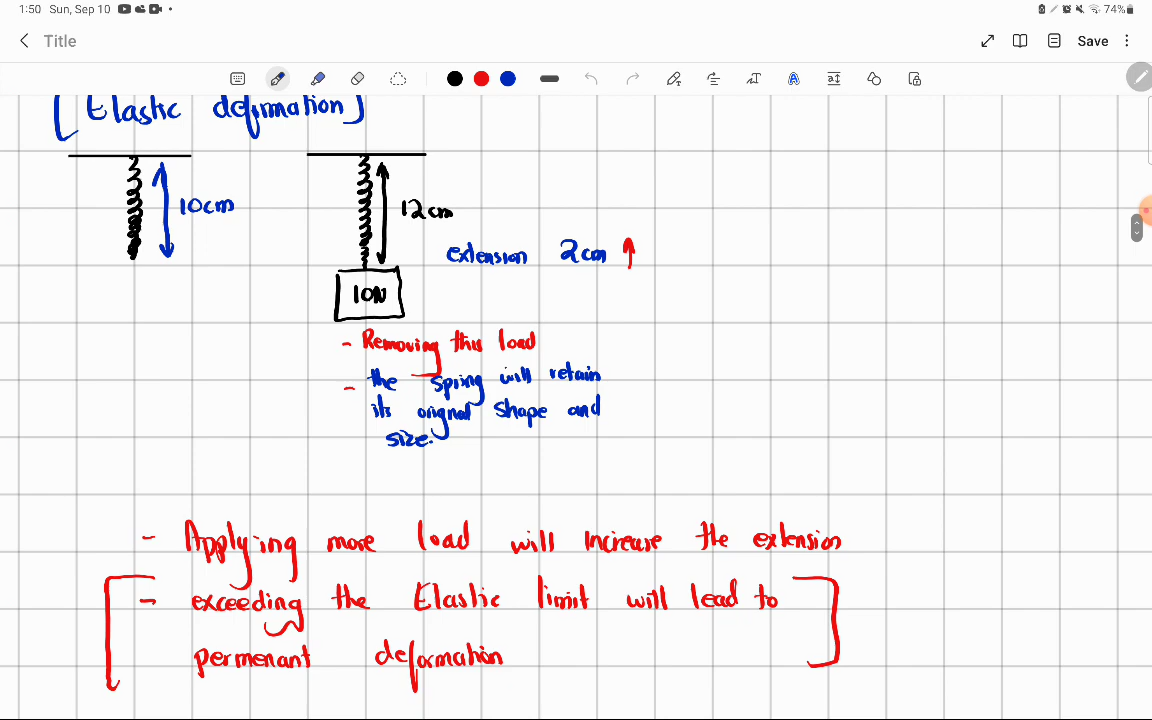 1:50 Sun, Sep 10
74%
Title
Save
[Elastic deformation]
10cm
12cm
extension 2cm ↑
10N
- Removing this load
- the spring will retain
its orignal shape and
size.
- Applying more load will increase the extension
- exceeding the Elastic limit will lead to
permenant deformation